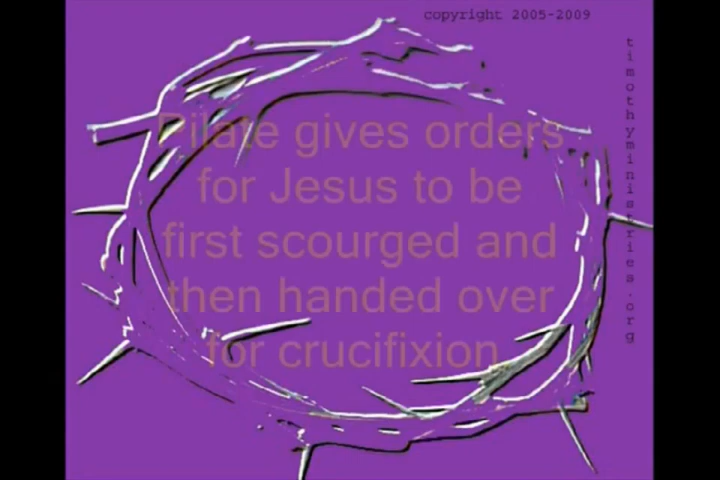 copyright 2005-2009
Pilate gives orders
for Jesus to be
first scourged and
then handed over
for crucifixion
timothyministries.org